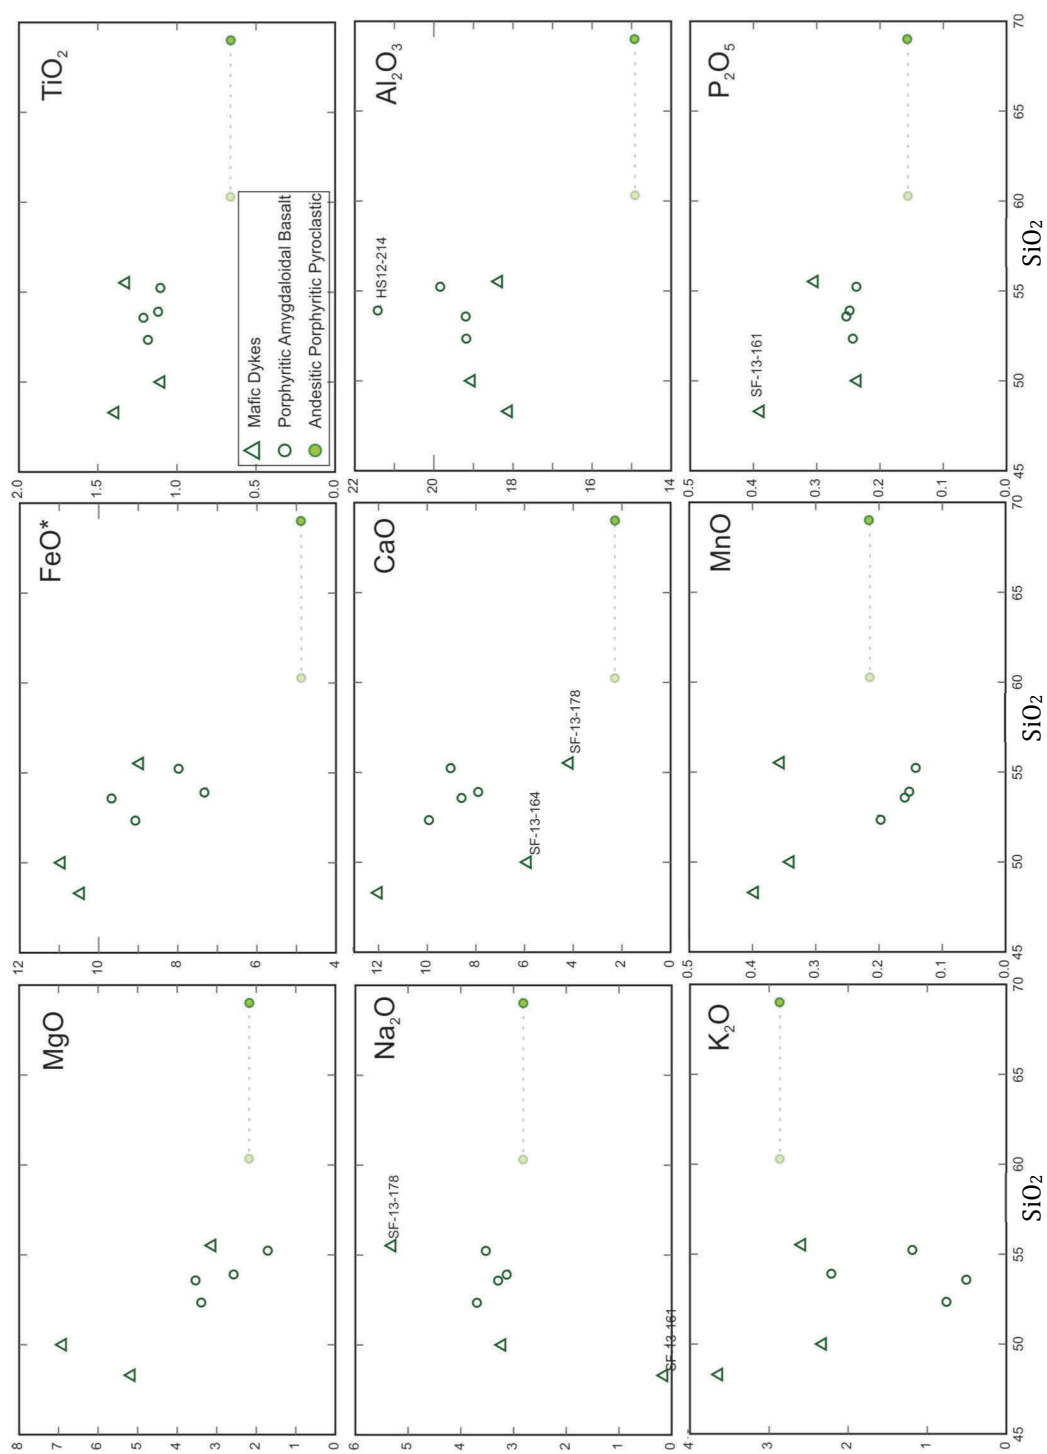 MgO
8
7
6
5
4
3
2
1
0
FeO*
12
10
8
6
4
TiO₂
2.0
1.5
1.0
0.5
0.0
Mafic Dykes
Porphyritic Amygdaloidal Basalt
Andesitic Porphyritic Pyroclastic
Na₂O
6
4
2
0
SF-13-178
SF-13-161
CaO
12
10
8
6
4
2
0
SF-13-164
SF-13-178
Al₂O₃
22
20
18
16
14
HS12-214
K₂O
4
3
2
1
0
45 50 55 60 65 70
SiO₂
MnO
0.5
0.4
0.3
0.2
0.1
0.0
45 50 55 60 65 70
SiO₂
P₂O₅
0.5
0.4
0.3
0.2
0.1
0.0
SF-13-161
45 50 55 60 65 70
SiO₂